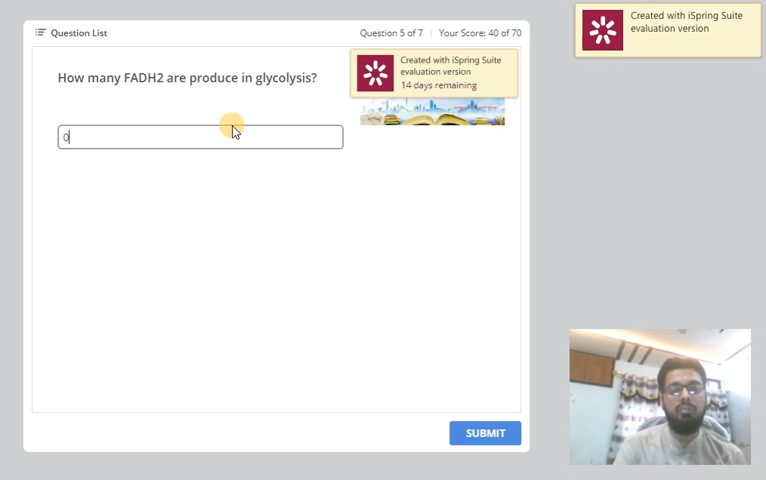 Question List
Question 5 of 7
Your Score: 40 of 70
How many FADH2 are produce in glycolysis?
Created with iSpring Suite
evaluation version
14 days remaining
0
SUBMIT
Created with iSpring Suite
evaluation version